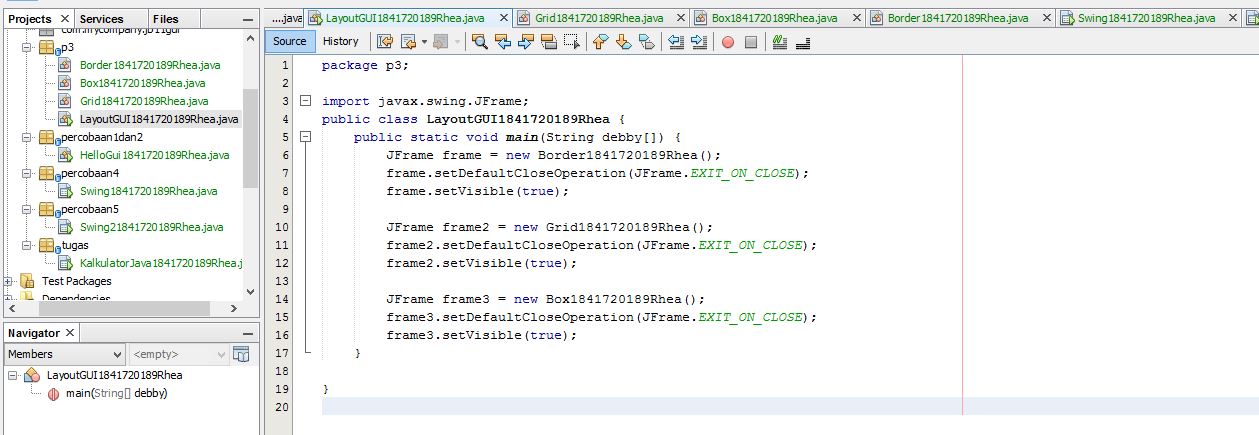 Projects X Services Files
com.mycompany.jb11gui
p3
Border1841720189Rhea.java
Box1841720189Rhea.java
Grid1841720189Rhea.java
LayoutGUI1841720189Rhea.java
percobaan1dan2
HelloGui1841720189Rhea.java
percobaan4
Swing1841720189Rhea.java
percobaan5
Swing21841720189Rhea.java
tugas
KalkulatorJava1841720189Rhea.j
Test Packages
Dependencies
Navigator X
Members <empty>
LayoutGUI1841720189Rhea
main(String[] debby)
....java LayoutGUI1841720189Rhea.java Grid1841720189Rhea.java Box1841720189Rhea.java Border1841720189Rhea.java Swing1841720189Rhea.java
Source History
1 package p3;
2
3 import javax.swing.JFrame;
4 public class LayoutGUI1841720189Rhea {
5 public static void main(String debby[]) {
6 JFrame frame = new Border1841720189Rhea();
7 frame.setDefaultCloseOperation(JFrame.EXIT_ON_CLOSE);
8 frame.setVisible(true);
9
10 JFrame frame2 = new Grid1841720189Rhea();
11 frame2.setDefaultCloseOperation(JFrame.EXIT_ON_CLOSE);
12 frame2.setVisible(true);
13
14 JFrame frame3 = new Box1841720189Rhea();
15 frame3.setDefaultCloseOperation(JFrame.EXIT_ON_CLOSE);
16 frame3.setVisible(true);
17 }
18
19 }
20